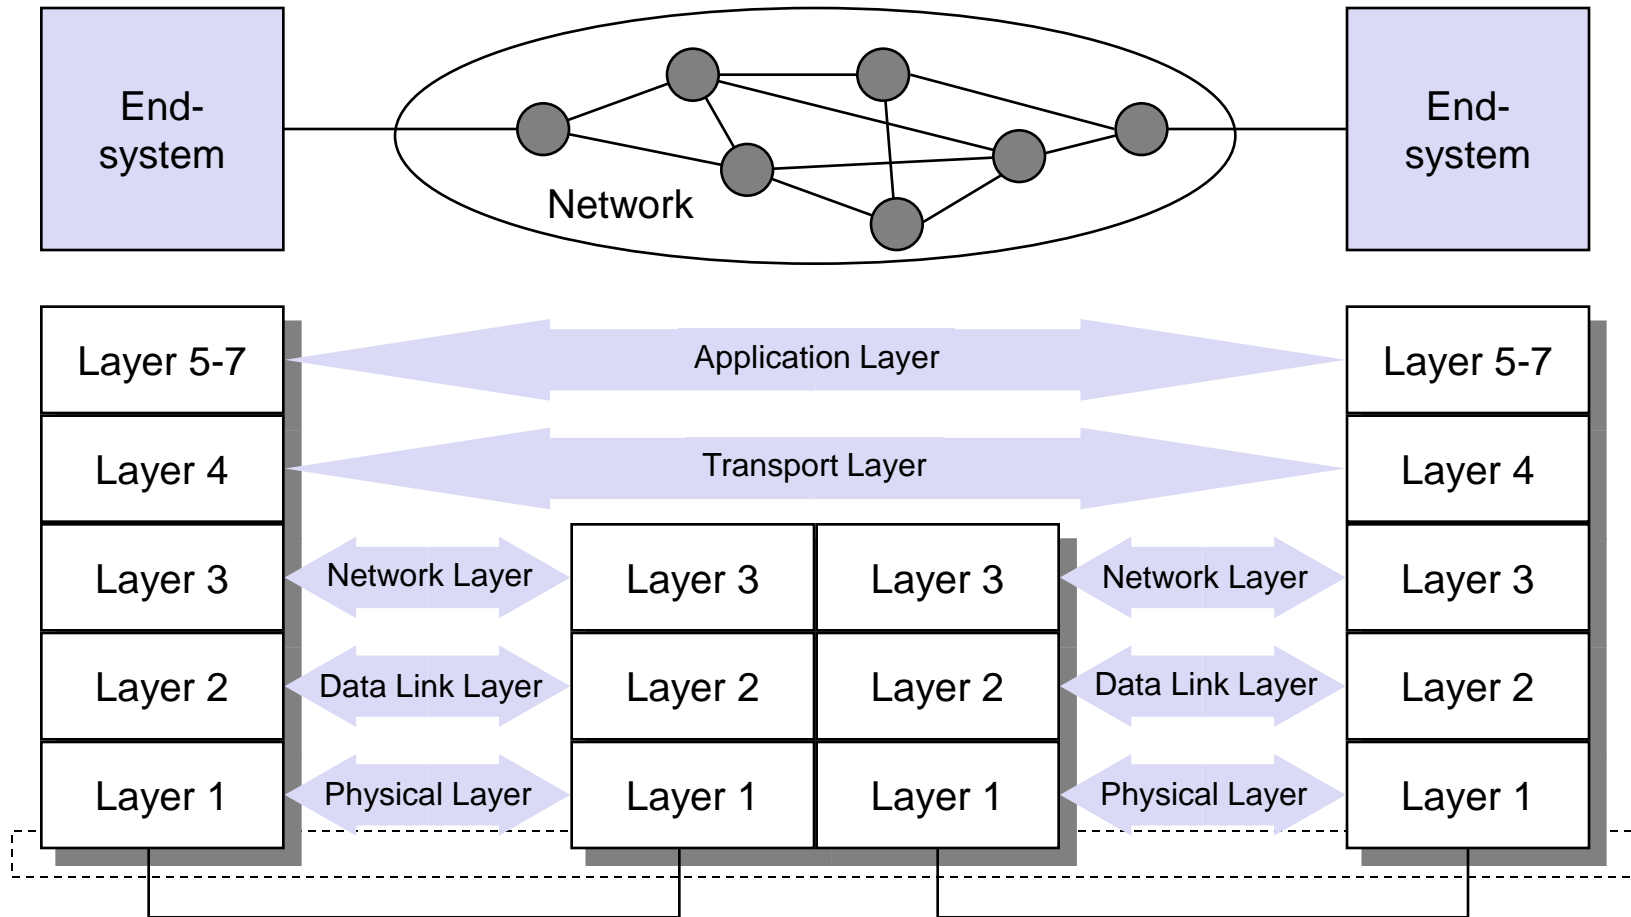 End-
system
Network
End-
system
Layer 5-7
Application Layer
Layer 5-7
Layer 4
Transport Layer
Layer 4
Layer 3
Network Layer
Layer 3
Layer 3
Network Layer
Layer 3
Layer 2
Data Link Layer
Layer 2
Layer 2
Data Link Layer
Layer 2
Layer 1
Physical Layer
Layer 1
Layer 1
Physical Layer
Layer 1